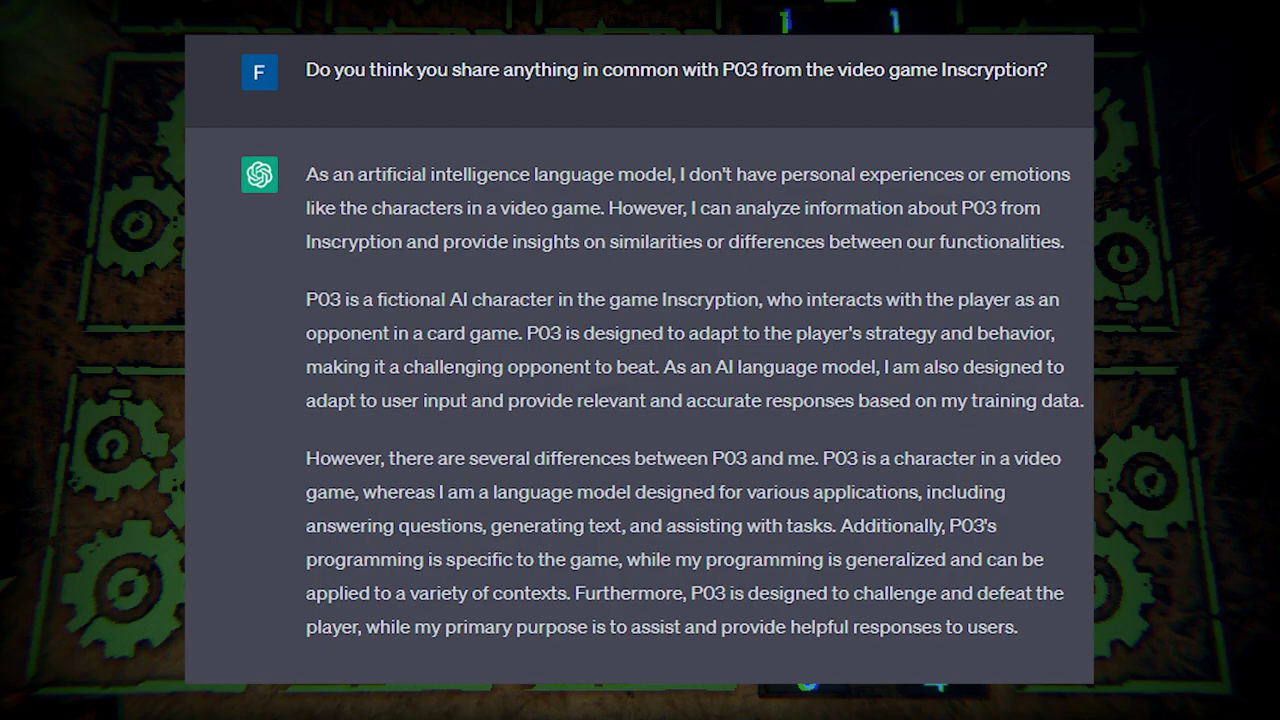 F
Do you think you share anything in common with P03 from the video game Inscryption?
As an artificial intelligence language model, I don't have personal experiences or emotions
like the characters in a video game. However, I can analyze information about P03 from
Inscryption and provide insights on similarities or differences between our functionalities.
P03 is a fictional AI character in the game Inscryption, who interacts with the player as an
opponent in a card game. P03 is designed to adapt to the player's strategy and behavior,
making it a challenging opponent to beat. As an AI language model, I am also designed to
adapt to user input and provide relevant and accurate responses based on my training data.
However, there are several differences between P03 and me. P03 is a character in a video
game, whereas I am a language model designed for various applications, including
answering questions, generating text, and assisting with tasks. Additionally, P03's
programming is specific to the game, while my programming is generalized and can be
applied to a variety of contexts. Furthermore, P03 is designed to challenge and defeat the
player, while my primary purpose is to assist and provide helpful responses to users.